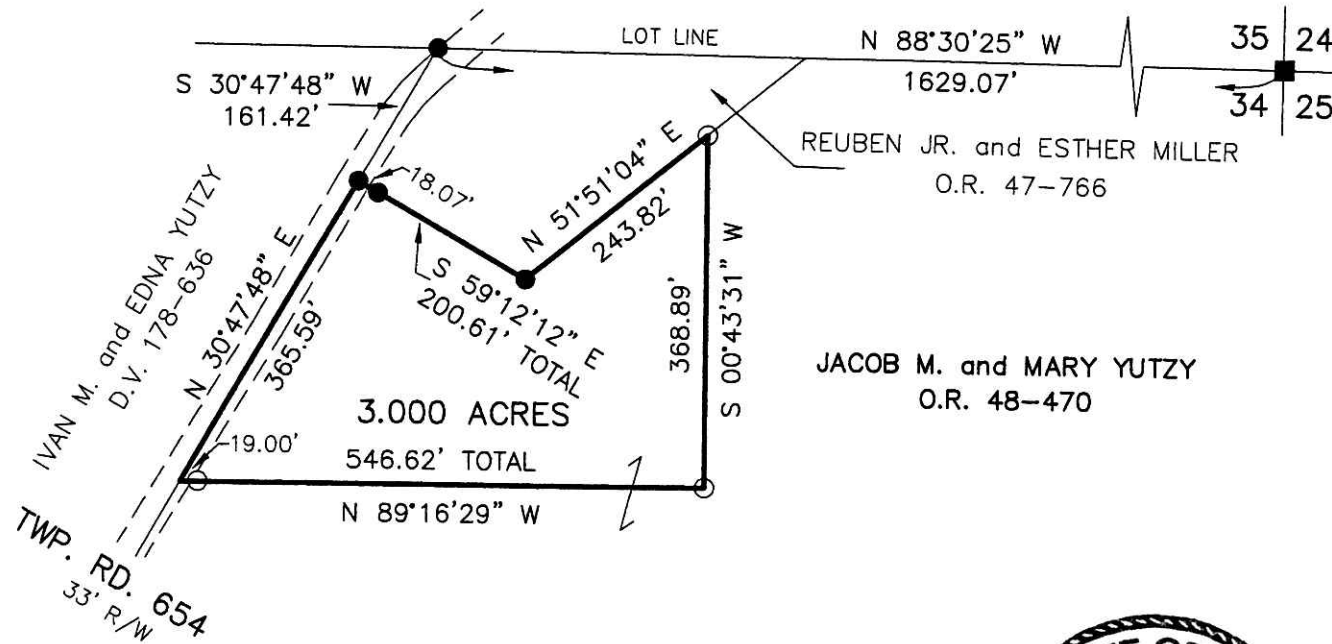 LOT LINE
N 88°30'25" W
1629.07'
35 24
34 25
S 30°47'48" W
161.42'
REUBEN JR. and ESTHER MILLER
O.R. 47-766
18.07'
N 51°51'04" E
243.82'
IVAN M. and EDNA YUTZY
D.V. 178-636
N 30°47'48" E
365.59'
S 59°12'12" E
200.61' TOTAL
368.89'
S 00°43'31" W
JACOB M. and MARY YUTZY
O.R. 48-470
3.000 ACRES
19.00'
546.62' TOTAL
N 89°16'29" W
TWP. RD. 654
33' R/W